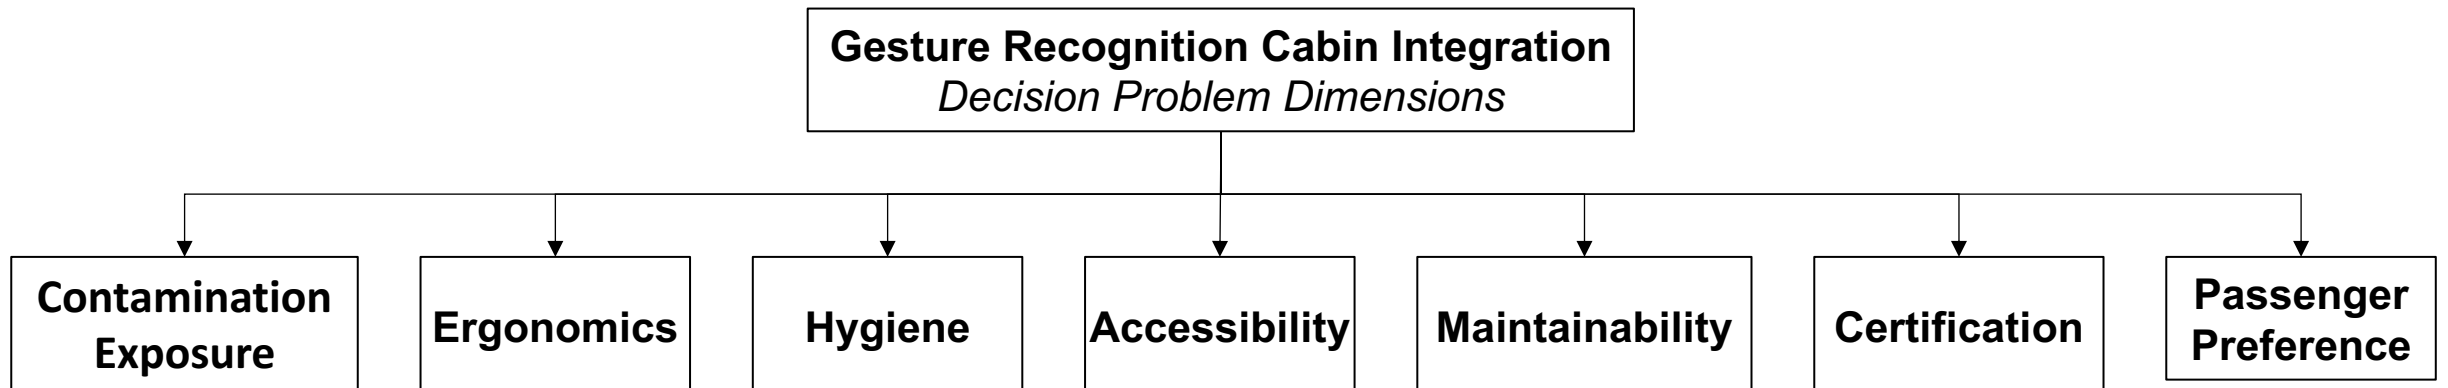 Gesture Recognition Cabin Integration
Decision Problem Dimensions
Contamination
Exposure
Ergonomics
Hygiene
Accessibility
Maintainability
Certification
Passenger
Preference